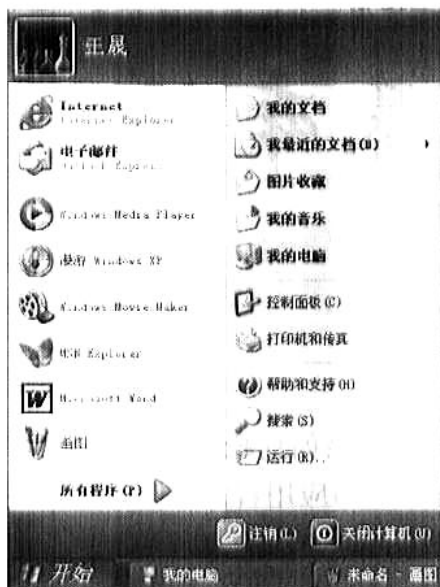 王晟
Internet
Internet Explorer
电子邮件
Outlook Express
Windows Media Player
漫游 Windows XP
Windows Movie Maker
MSN Explorer
Microsoft Word
画图
所有程序(P)
我的文档
我最近的文档(D)
图片收藏
我的音乐
我的电脑
控制面板(C)
打印机和传真
帮助和支持(H)
搜索(S)
运行(R)...
注销(L)
关闭计算机(U)
开始
我的电脑
未命名 - 画图